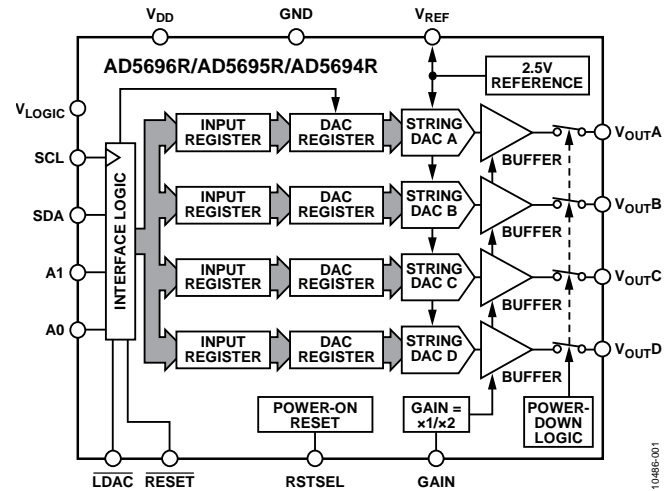 VDD
GND
VREF
AD5696R/AD5695R/AD5694R
2.5V
REFERENCE
VLOGIC
SCL
SDA
A1
A0
INTERFACE LOGIC
INPUT
REGISTER
DAC
REGISTER
STRING
DAC A
BUFFER
VOUTA
INPUT
REGISTER
DAC
REGISTER
STRING
DAC B
BUFFER
VOUTB
INPUT
REGISTER
DAC
REGISTER
STRING
DAC C
BUFFER
VOUTC
INPUT
REGISTER
DAC
REGISTER
STRING
DAC D
BUFFER
VOUTD
POWER-ON
RESET
GAIN =
×1/×2
POWER-
DOWN
LOGIC
LDAC
RESET
RSTSEL
GAIN
10486-001